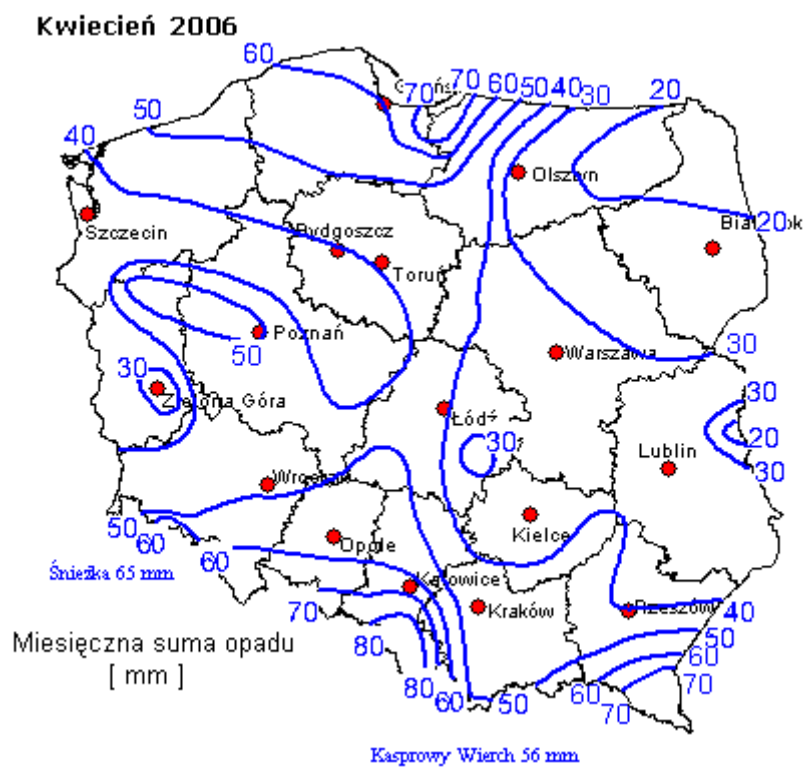 Kwiecień 2006
60
70
70
60
50
40
30
20
50
40
Olsztyn
Szczecin
Bydgoszcz
20
Toruń
Poznań
50
Warszawa
30
30
Zielona Góra
30
Łódź
30
20
Lublin
30
Wrocław
50
60
Kielce
Opole
60
Śnieżka 65 mm
Katowice
70
Kraków
Rzeszów
40
50
Miesięczna suma opadu
[ mm ]
80
60
80
60
50
50
60
70
70
Kasprowy Wierch 56 mm